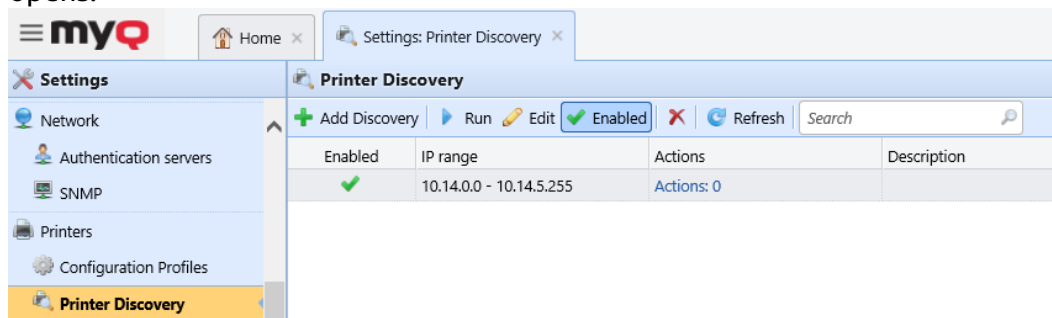 opens.
myQ
Home
Settings: Printer Discovery
Settings
Printer Discovery
Network
Add Discovery
Run
Edit
Enabled
Refresh
Search
Authentication servers
Enabled
IP range
Actions
Description
SNMP
10.14.0.0 - 10.14.5.255
Actions: 0
Printers
Configuration Profiles
Printer Discovery